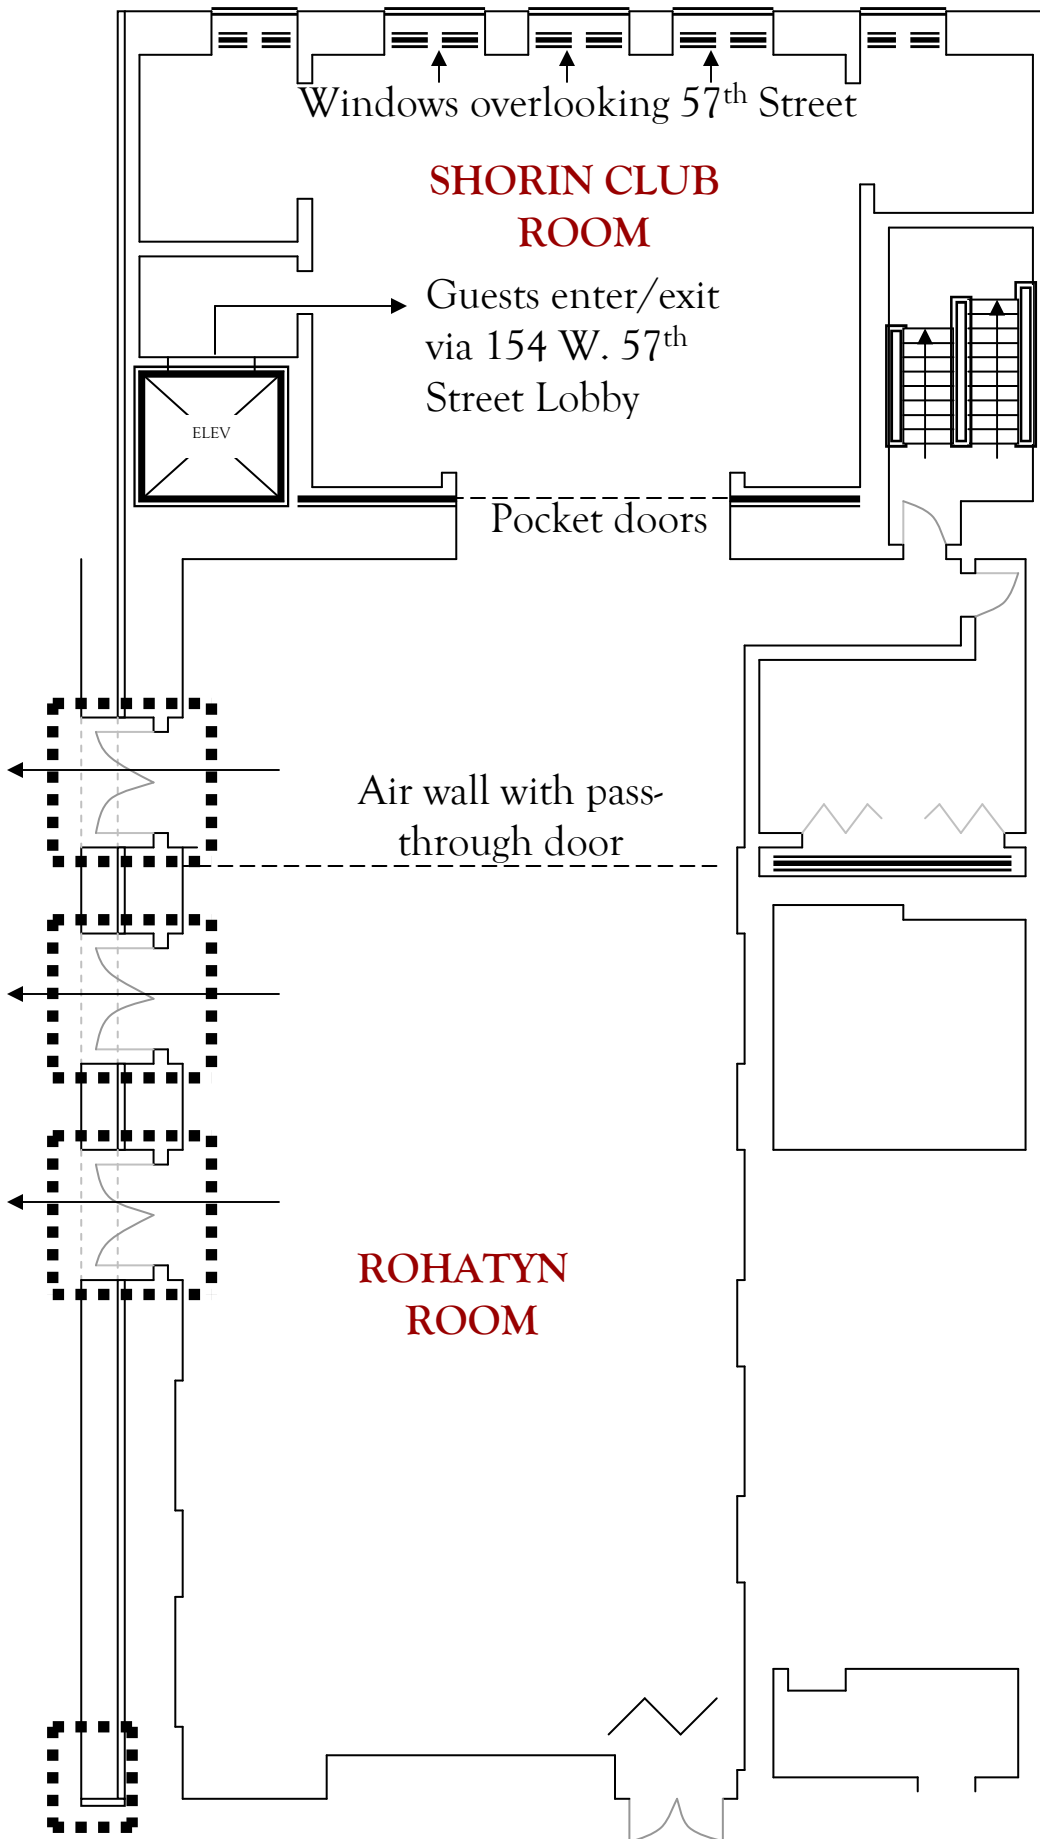 Windows overlooking 57th Street
SHORIN CLUB
ROOM
Guests enter/exit
via 154 W. 57th
Street Lobby
ELEV
Pocket doors
Air wall with pass-
through door
ROHATYN
ROOM